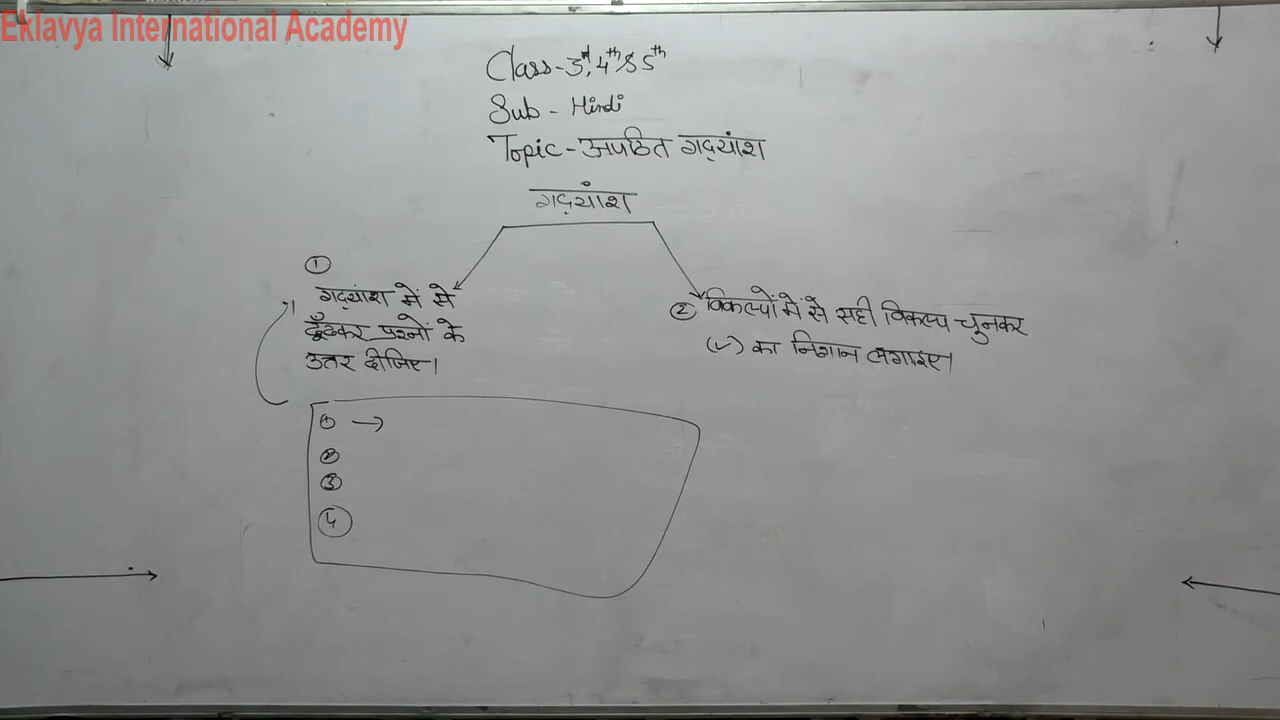 Eklavya International Academy
Class-3rd, 4th & 5th
Sub - Hindi
Topic - अपठित गद्यांश
गद्यांश
①
गद्यांश में से
ढूँढकर प्रश्नों के
उत्तर दीजिए।
② विकल्पों में से सही विकल्प चुनकर
(✓) का निशान लगाइए।
① →
②
③
④